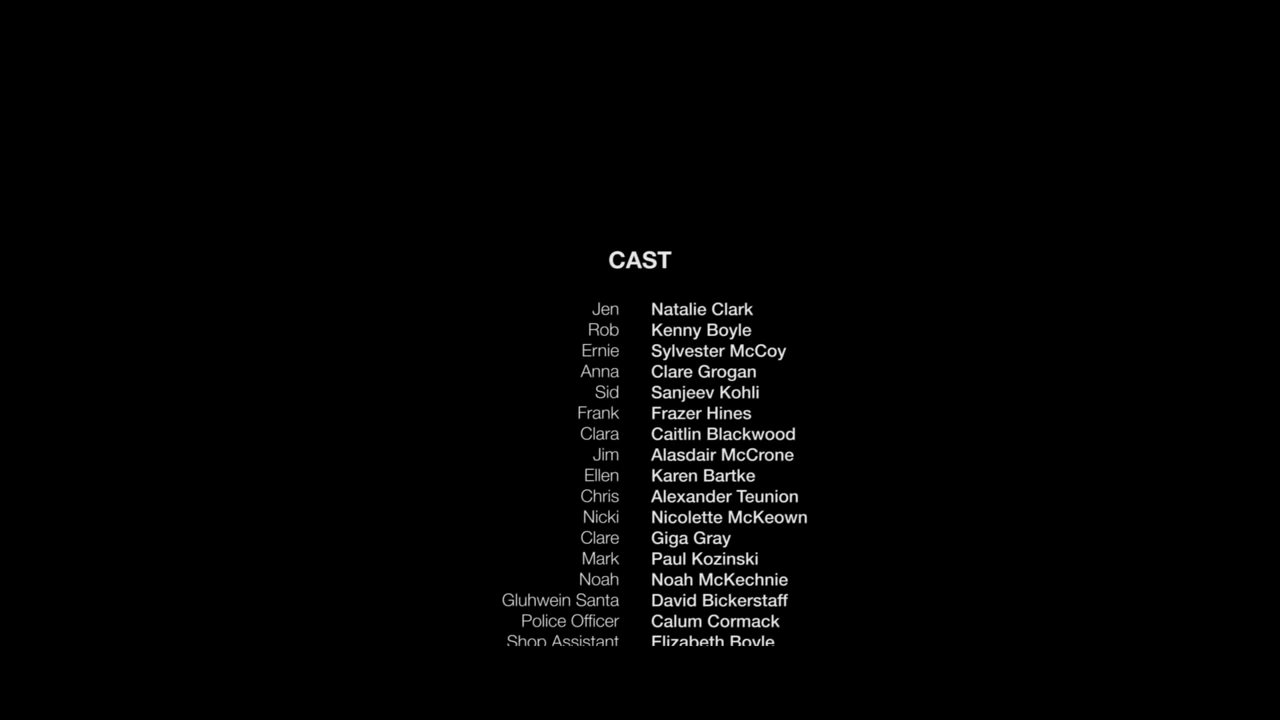 CAST
Jen Natalie Clark
Rob Kenny Boyle
Ernie Sylvester McCoy
Anna Clare Grogan
Sid Sanjeev Kohli
Frank Frazer Hines
Clara Caitlin Blackwood
Jim Alasdair McCrone
Ellen Karen Bartke
Chris Alexander Teunion
Nicki Nicolette McKeown
Clare Giga Gray
Mark Paul Kozinski
Noah Noah McKechnie
Gluhwein Santa David Bickerstaff
Police Officer Calum Cormack
Shop Assistant Elizabeth Boyle